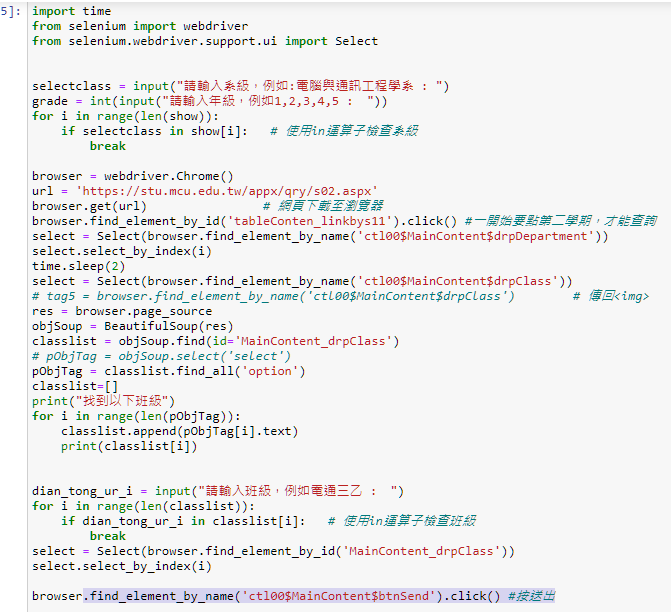 5]: import time
from selenium import webdriver
from selenium.webdriver.support.ui import Select
selectclass = input("請輸入系級，例如:電腦與通訊工程學系 : ")
grade = int(input("請輸入年級，例如1,2,3,4,5 :  "))
for i in range(len(show)):
    if selectclass in show[i]:   # 使用in運算子檢查系級
        break
browser = webdriver.Chrome()
url = 'https://stu.mcu.edu.tw/appx/qry/s02.aspx'
browser.get(url)                # 網頁下載至瀏覽器
browser.find_element_by_id('tableConten_linkbys11').click() #一開始要點第二學期，才能查詢
select = Select(browser.find_element_by_name('ctl00$MainContent$drpDepartment'))
select.select_by_index(i)
time.sleep(2)
select = Select(browser.find_element_by_name('ctl00$MainContent$drpClass'))
# tag5 = browser.find_element_by_name('ctl00$MainContent$drpClass')        # 傳回<img>
res = browser.page_source
objSoup = BeautifulSoup(res)
classlist = objSoup.find(id='MainContent_drpClass')
# pObjTag = objSoup.select('select')
pObjTag = classlist.find_all('option')
classlist=[]
print("找到以下班級")
for i in range(len(pObjTag)):
    classlist.append(pObjTag[i].text)
    print(classlist[i])
dian_tong_ur_i = input("請輸入班級，例如電通三乙 :  ")
for i in range(len(classlist)):
    if dian_tong_ur_i in classlist[i]:   # 使用in運算子檢查班級
        break
select = Select(browser.find_element_by_id('MainContent_drpClass'))
select.select_by_index(i)
browser.find_element_by_name('ctl00$MainContent$btnSend').click() #按送出